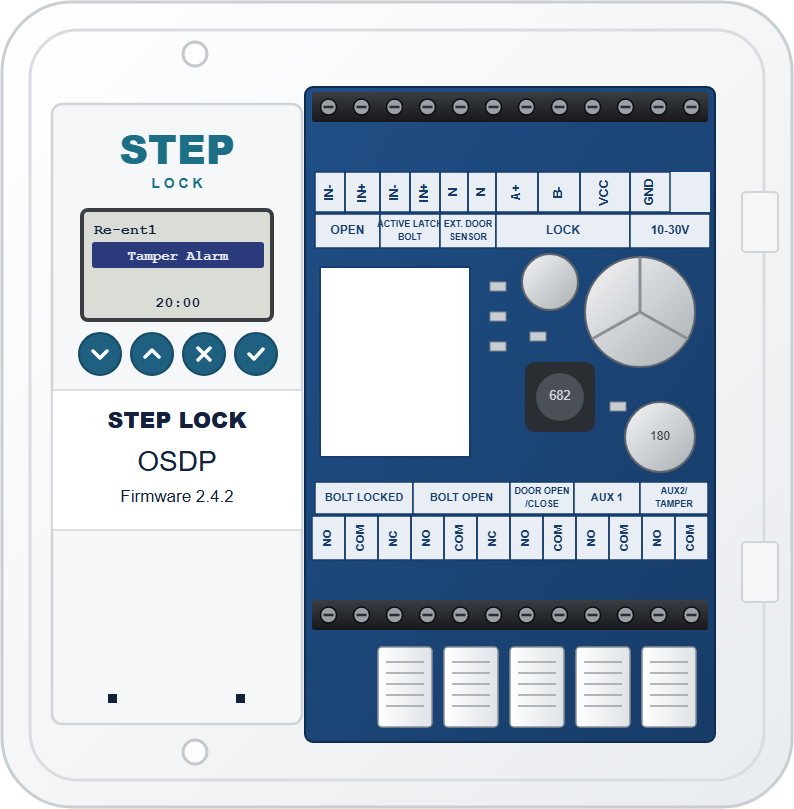 STEP
LOCK
Re-ent1
Tamper Alarm
20:00
STEP LOCK
OSDP
Firmware 2.4.2
IN- IN+ IN- IN+ N N A+ B- VCC GND
OPEN
ACTIVE LATCH
BOLT
EXT. DOOR
SENSOR
LOCK
10-30V
682
180
BOLT LOCKED
BOLT OPEN
DOOR OPEN
/CLOSE
AUX 1
AUX2/
TAMPER
NO COM NC NO COM NC NO COM NO COM NO COM